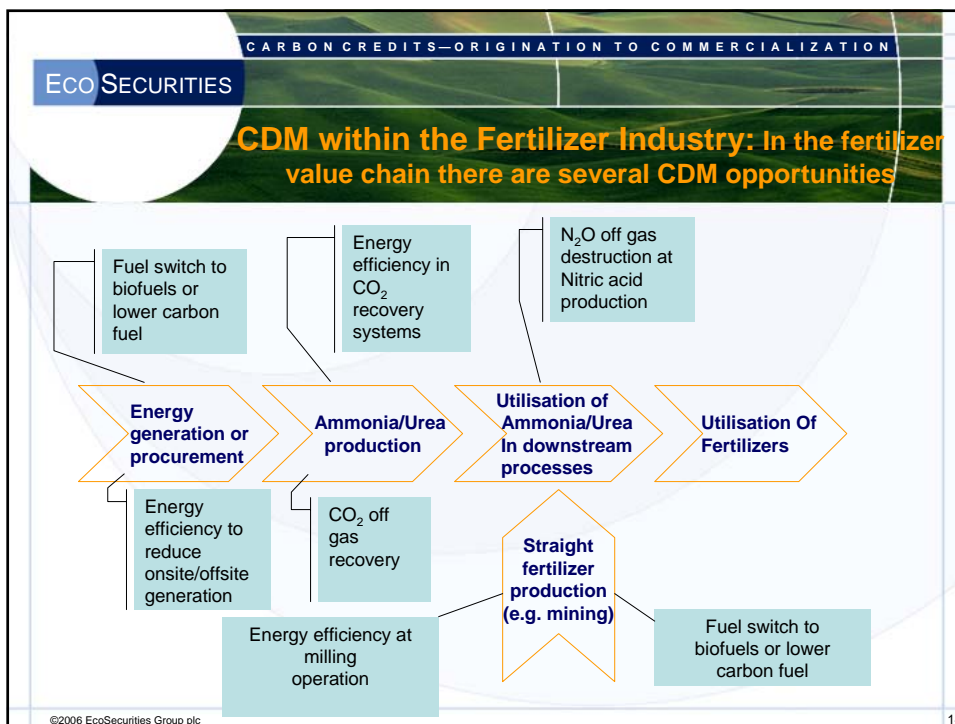 CARBON CREDITS—ORIGINATION TO COMMERCIALIZATION
ECO SECURITIES
CDM within the Fertilizer Industry: In the fertilizer
value chain there are several CDM opportunities
Fuel switch to
biofuels or
lower carbon
fuel
Energy
efficiency in
CO₂
recovery
systems
N₂O off gas
destruction at
Nitric acid
production
Energy
generation or
procurement
Ammonia/Urea
production
Utilisation of
Ammonia/Urea
In downstream
processes
Utilisation Of
Fertilizers
Energy
efficiency to
reduce
onsite/offsite
generation
CO₂ off
gas
recovery
Straight
fertilizer
production
(e.g. mining)
Energy efficiency at
milling
operation
Fuel switch to
biofuels or lower
carbon fuel
©2006 EcoSecurities Group plc
1